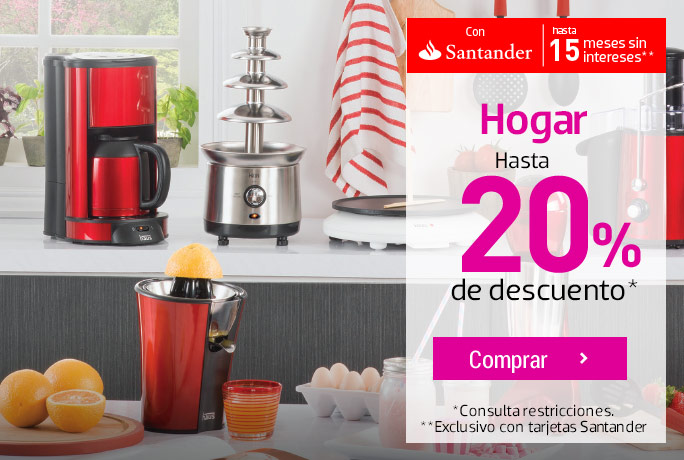 Con
Santander
hasta
15 meses sin
intereses**
Hogar
Hasta
20%
de descuento*
Comprar >
*Consulta restricciones.
**Exclusivo con tarjetas Santander